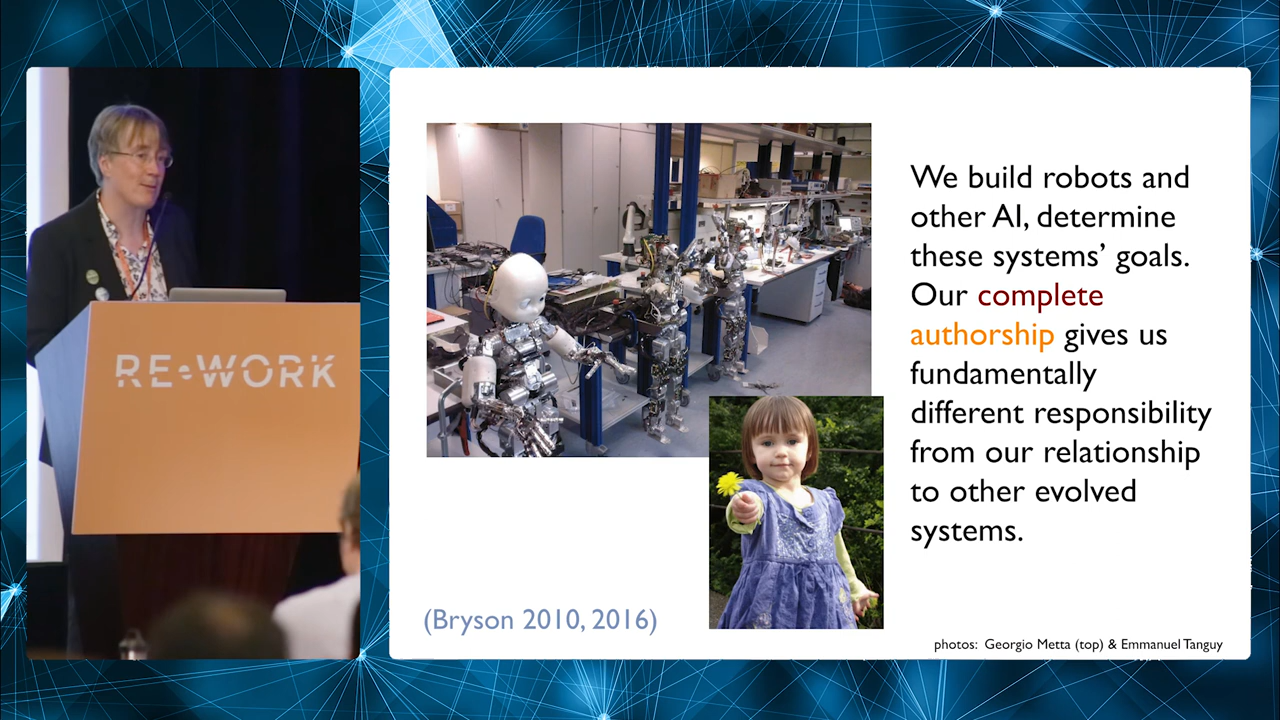 RE•WORK
We build robots and
other AI, determine
these systems’ goals.
Our complete
authorship gives us
fundamentally
different responsibility
from our relationship
to other evolved
systems.
(Bryson 2010, 2016)
photos: Georgio Metta (top) & Emmanuel Tanguy